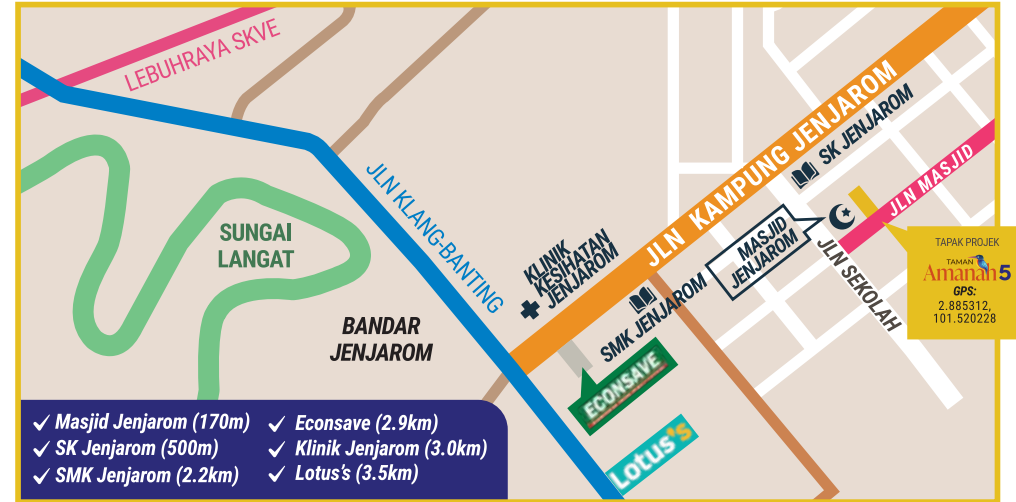 LEBUHRAYA SKVE
JLN KLANG-BANTING
SUNGAI
LANGAT
BANDAR
JENJAROM
KLINIK
KESIHATAN
JENJAROM
JLN KAMPUNG JENJAROM
SK JENJAROM
SMK JENJAROM
MASJID
JENJAROM
JLN MASJID
JLN SEKOLAH
TAPAK PROJEK
TAMAN
Amanah 5
GPS:
2.885312,
101.520228
ECONSAVE
Lotus's
Masjid Jenjarom (170m)
SK Jenjarom (500m)
SMK Jenjarom (2.2km)
Econsave (2.9km)
Klinik Jenjarom (3.0km)
Lotus's (3.5km)